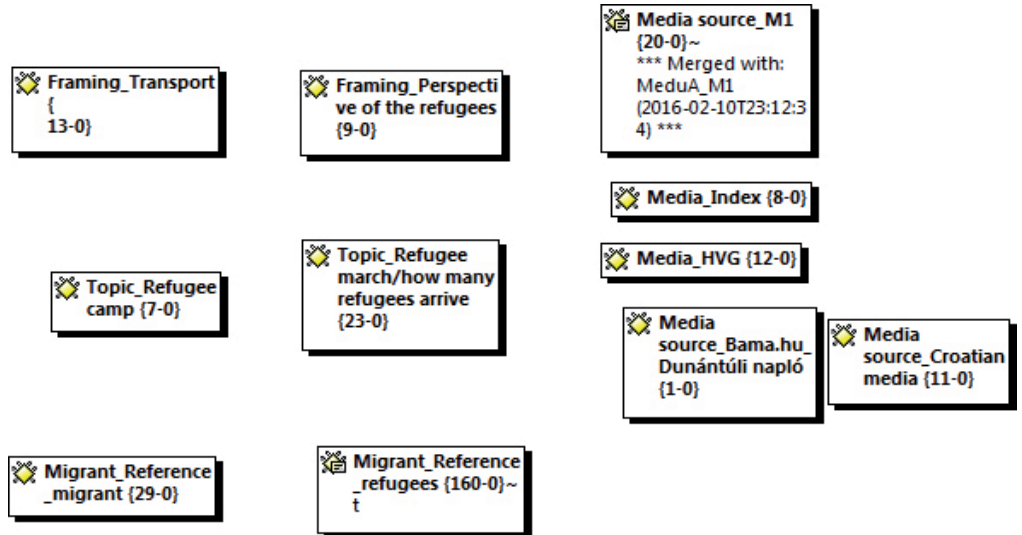 Framing_Transport
{
13-0}
Framing_Perspecti
ve of the refugees
{9-0}
Media source_M1
{20-0}~
*** Merged with:
MeduA_M1
(2016-02-10T23:12:3
4) ***
Media_Index {8-0}
Media_HVG {12-0}
Topic_Refugee
camp {7-0}
Topic_Refugee
march/how many
refugees arrive
{23-0}
Media
source_Bama.hu_
Dunántúli napló
{1-0}
Media
source_Croatian
media {11-0}
Migrant_Reference
_migrant {29-0}
Migrant_Reference
_refugees {160-0}~
t